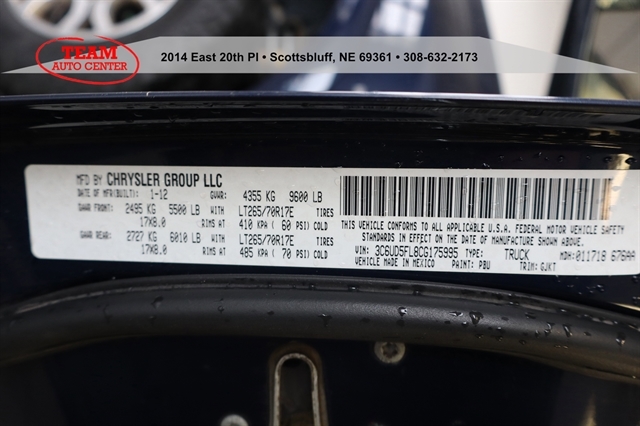 TEAM
AUTO CENTER
2014 East 20th Pl • Scottsbluff, NE 69361 • 308-632-2173
MFD BY CHRYSLER GROUP LLC
DATE OF MFR(BUILT): 1-12 GVWR: 4355 KG 9600 LB
GAWR FRONT: 2495 KG 5500 LB WITH LT265/70R17E TIRES
17X8.0 RIMS AT 410 KPA ( 60 PSI) COLD
GAWR REAR: 2727 KG 6010 LB WITH LT265/70R17E TIRES
17X8.0 RIMS AT 485 KPA ( 70 PSI) COLD
THIS VEHICLE CONFORMS TO ALL APPLICABLE U.S.FEDERAL MOTOR VEHICLE SAFETY
STANDARDS IN EFFECT ON THE DATE OF MANUFACTURE SHOWN ABOVE
VIN: 3C6UD5FL8CG175995 TYPE: TRUCK MDH: 011718 676AA
VEHICLE MADE IN MEXICO PAINT: PBU TRIM: GJKT